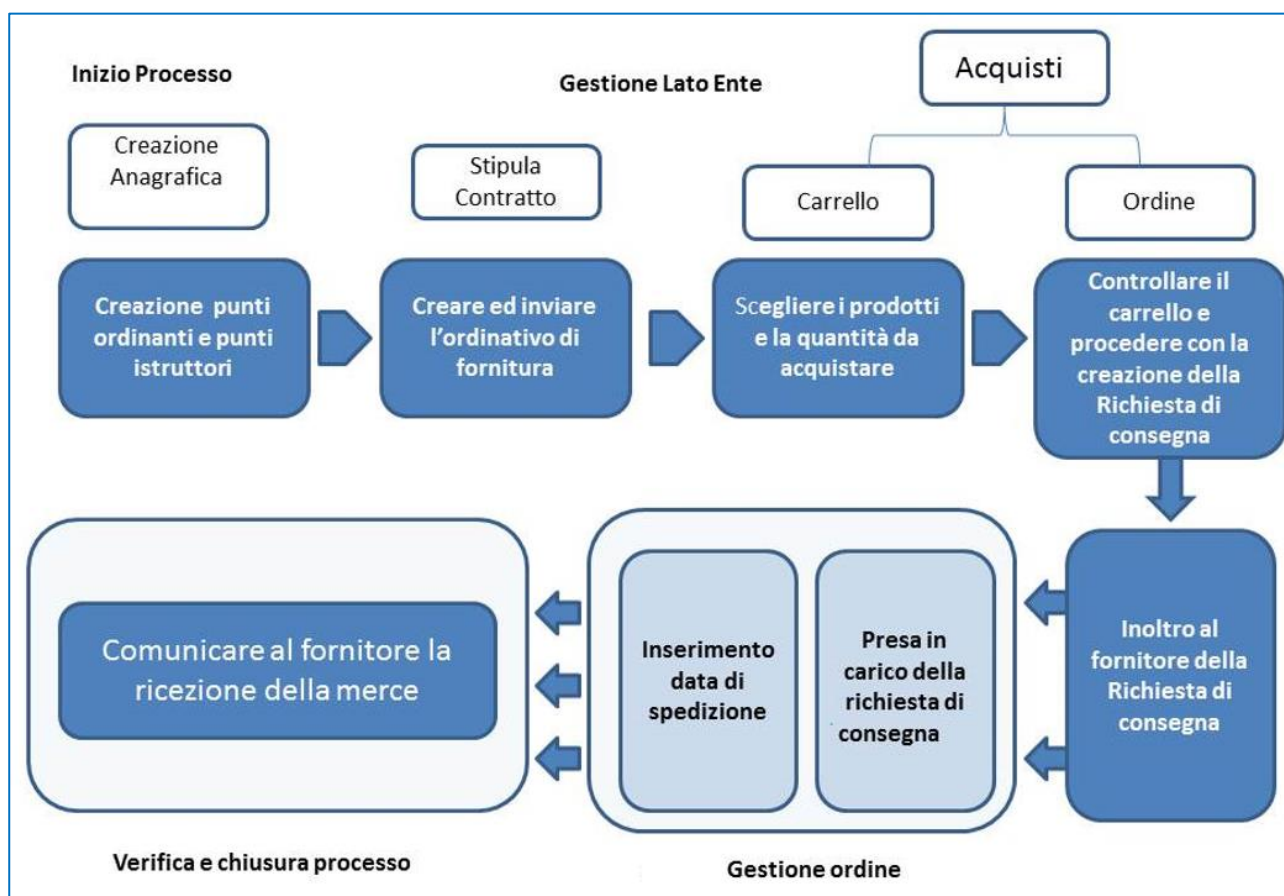 Inizio Processo
Gestione Lato Ente
Acquisti
Creazione
Anagrafica
Stipula
Contratto
Carrello
Ordine
Creazione punti
ordinanti e punti
istruttori
Creare ed inviare
l'ordinativo di
fornitura
Scegliere i prodotti
e la quantità da
acquistare
Controllare il
carrello e
procedere con la
creazione della
Richiesta di
consegna
Inoltro al
fornitore della
Richiesta di
consegna
Presa in
carico della
richiesta di
consegna
Inserimento
data di
spedizione
Comunicare al fornitore la
ricezione della merce
Verifica e chiusura processo
Gestione ordine